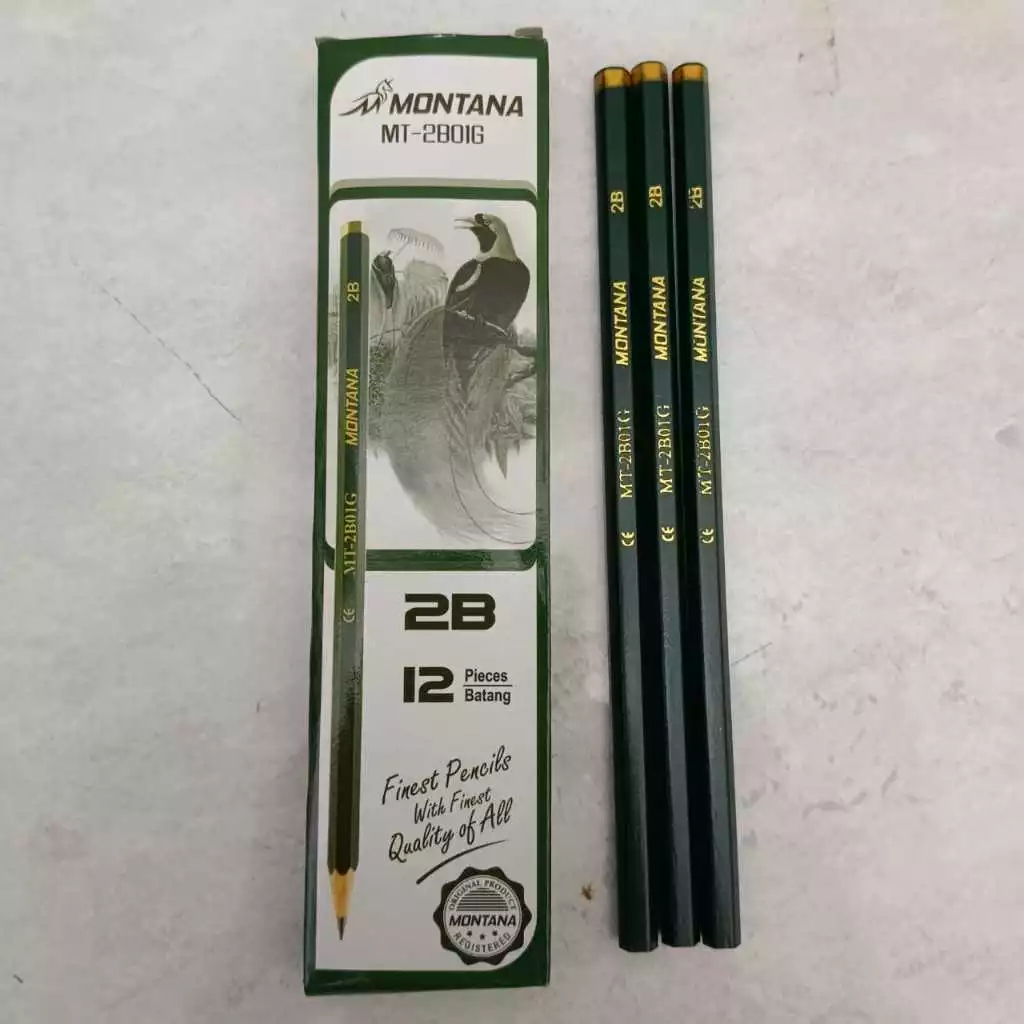 MONTANA
MT-2B01G
2B
MONTANA
MT-2B01G
CE
2B
12 Pieces
Batang
Finest Pencils
With Finest
Quality of All
ORIGINAL PRODUCT
MONTANA
REGISTERED
2B MONTANA MT-2B01G CE
2B MONTANA MT-2B01G CE
2B MONTANA MT-2B01G CE